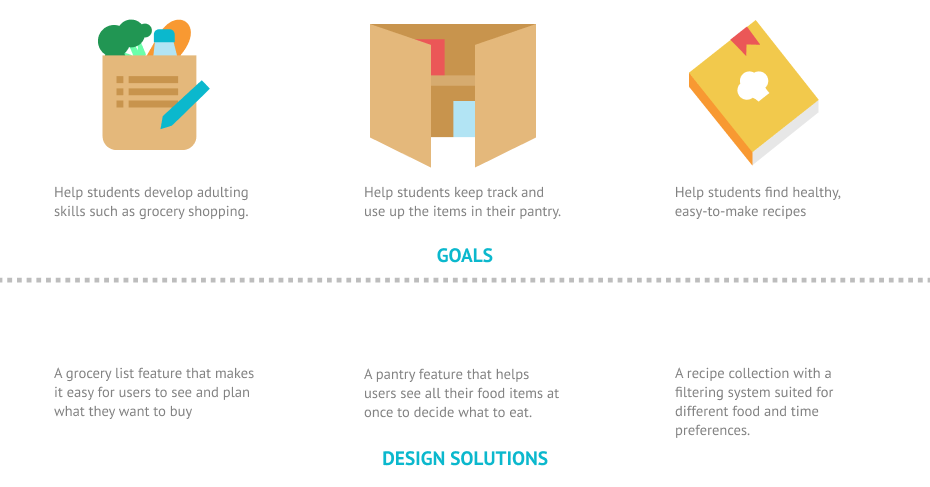 Help students develop adulting
skills such as grocery shopping.
Help students keep track and
use up the items in their pantry.
Help students find healthy,
easy-to-make recipes
GOALS
A grocery list feature that makes
it easy for users to see and plan
what they want to buy
A pantry feature that helps
users see all their food items at
once to decide what to eat.
A recipe collection with a
filtering system suited for
different food and time
preferences.
DESIGN SOLUTIONS